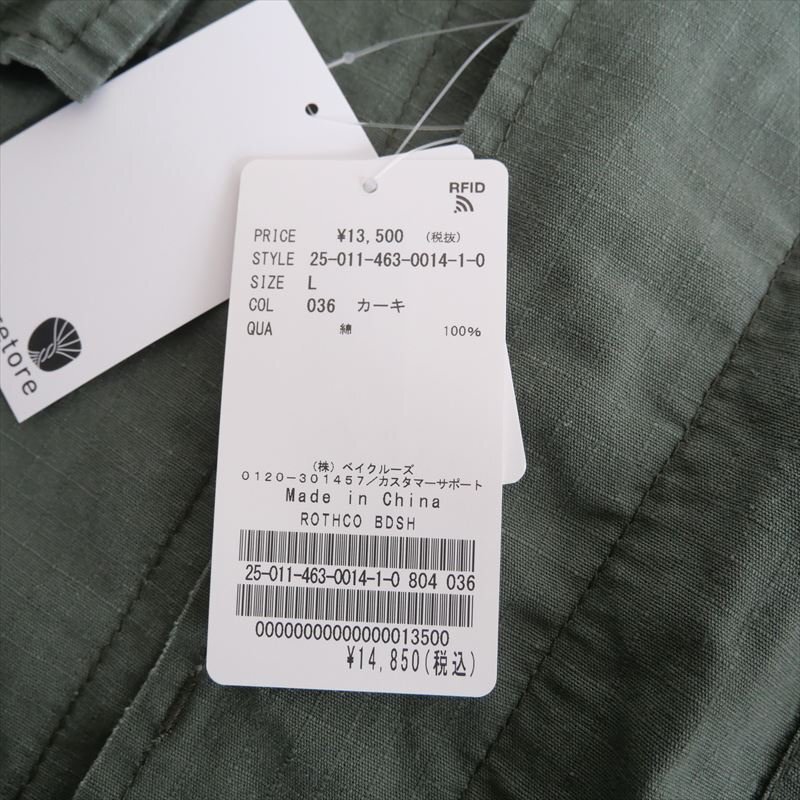 RFID
PRICE ¥13,500 (税抜)
STYLE 25-011-463-0014-1-0
SIZE L
COL 036 カーキ
QUA 綿 100%
(株) ベイクルーズ
0120-301457/カスタマーサポート
Made in China
ROTHCO BDSH
25-011-463-0014-1-0 804 036
00000000000000013500
¥14,850(税込)